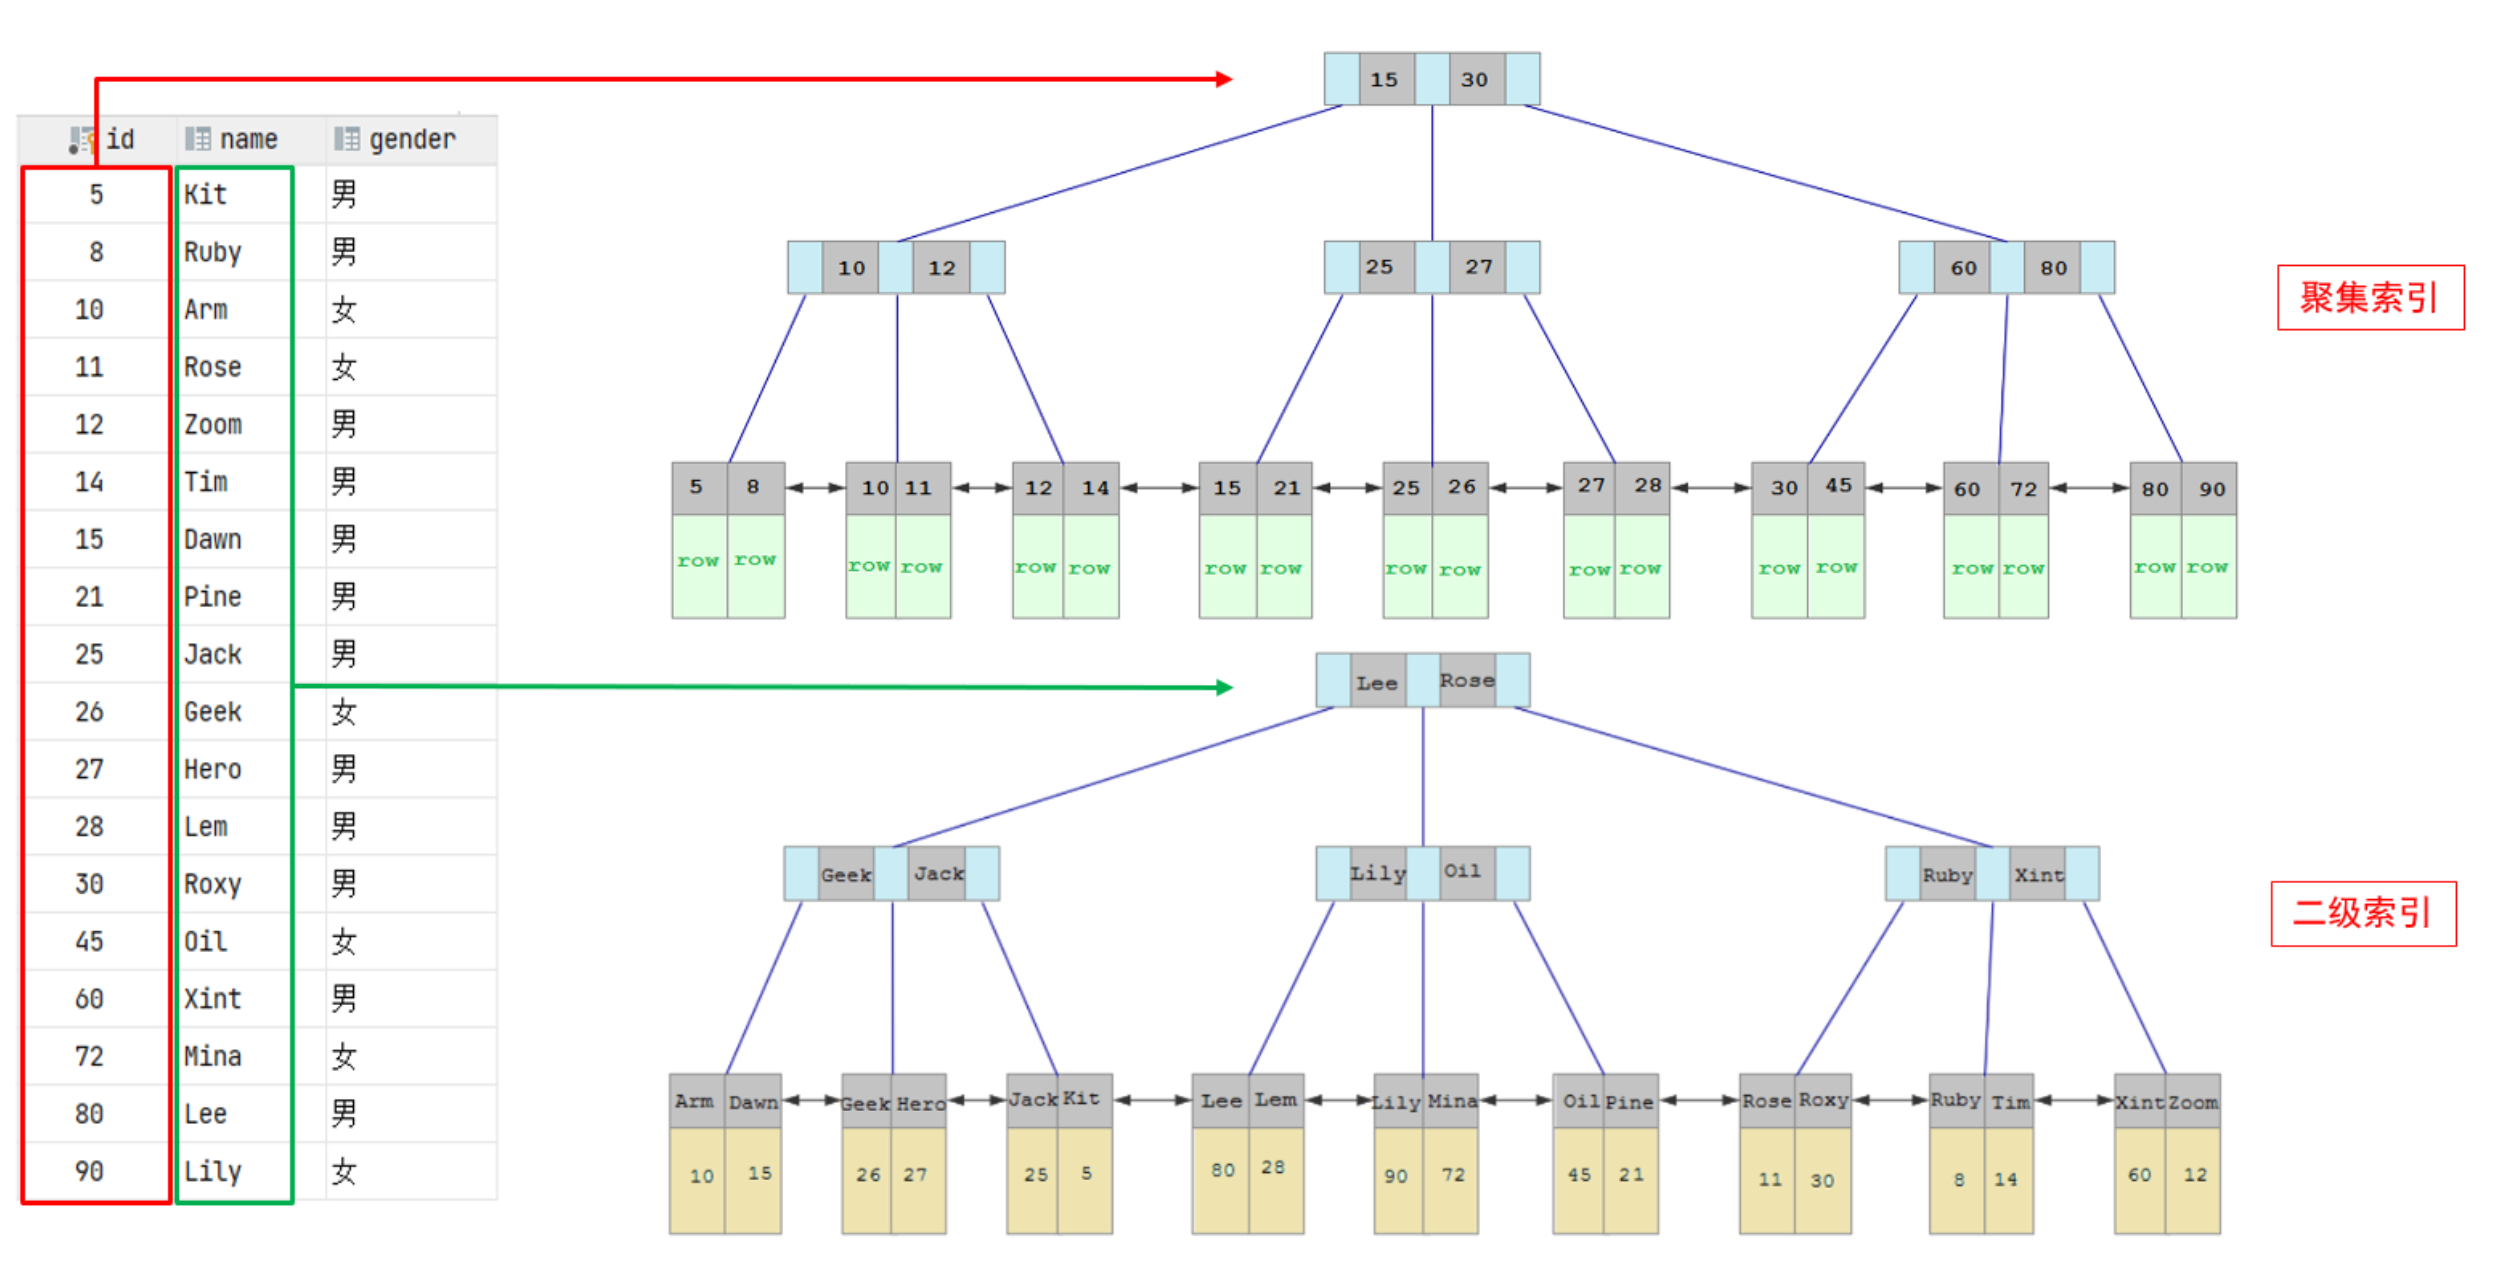 id name gender
5 Kit 男
8 Ruby 男
10 Arm 女
11 Rose 女
12 Zoom 男
14 Tim 男
15 Dawn 男
21 Pine 男
25 Jack 男
26 Geek 女
27 Hero 男
28 Lem 男
30 Roxy 男
45 Oil 女
60 Xint 男
72 Mina 女
80 Lee 男
90 Lily 女
15 30
10 12 25 27 60 80
聚集索引
5 8 10 11 12 14 15 21 25 26 27 28 30 45 60 72 80 90
row row row row row row row row row row row row row row row row row row
Lee Rose
Geek Jack Lily Oil Ruby Xint
二级索引
Arm Dawn Geek Hero Jack Kit Lee Lem Lily Mina Oil Pine Rose Roxy Ruby Tim Xint Zoom
10 15 26 27 25 5 80 28 90 72 45 21 11 30 8 14 60 12